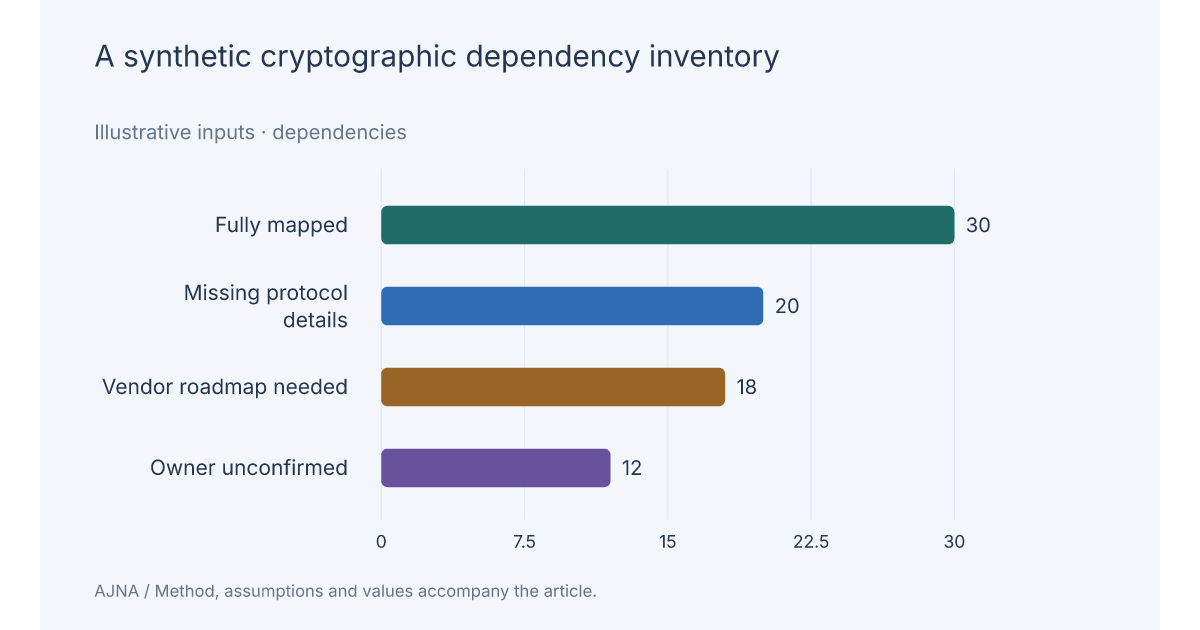 A synthetic cryptographic dependency inventory
Illustrative inputs · dependencies
Fully mapped
30
Missing protocol
details
20
Vendor roadmap needed
18
Owner unconfirmed
12
0 7.5 15 22.5 30
AJNA / Method, assumptions and values accompany the article.